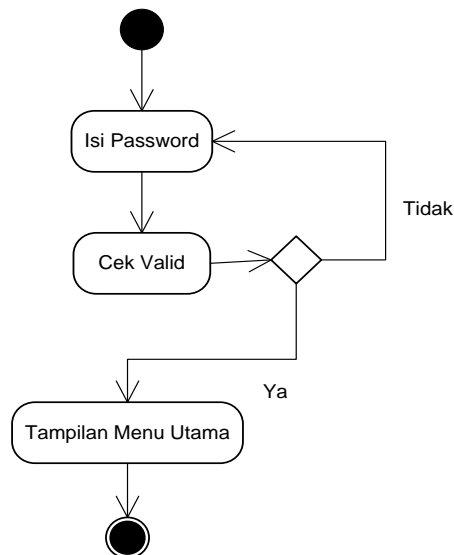 Isi Password
Tidak
Cek Valid
Ya
Tampilan Menu Utama